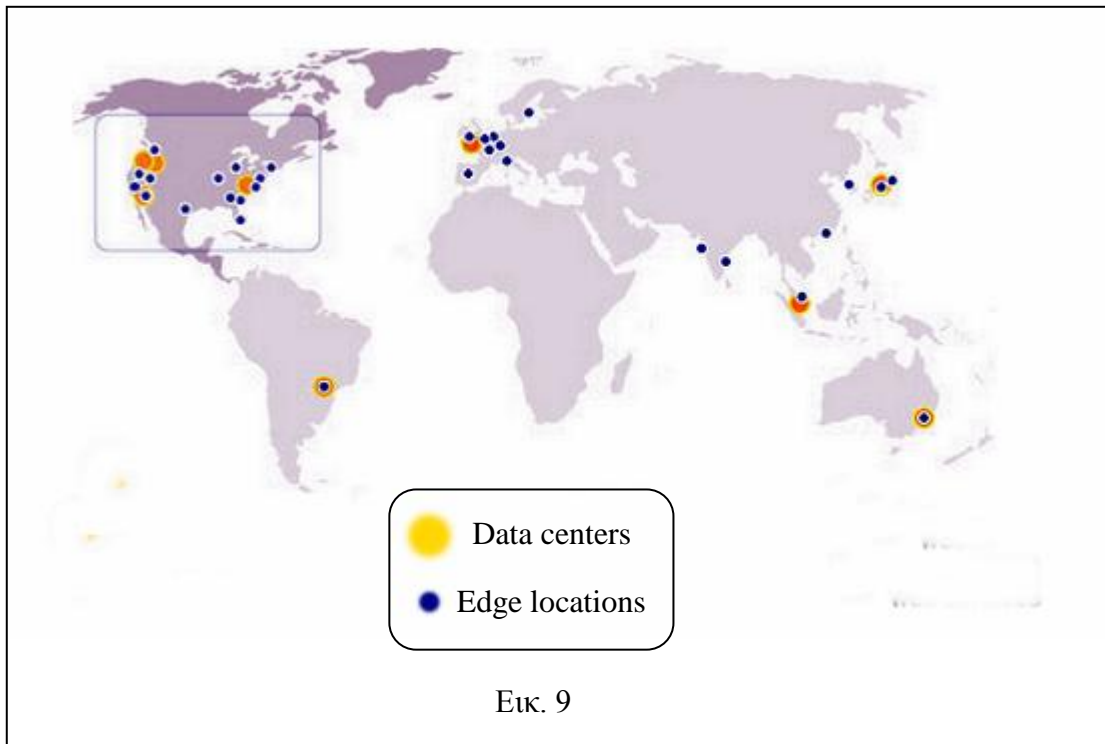 Data centers
Edge locations
Εικ. 9